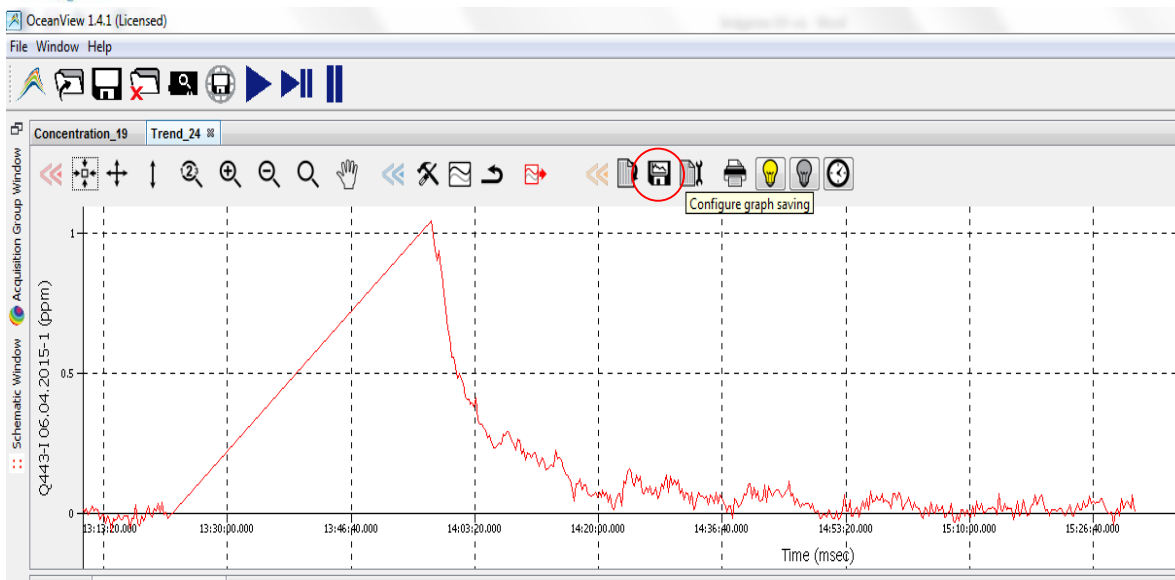 OceanView 1.4.1 (Licensed)
File Window Help
Concentration_19 Trend_24
2
Configure graph saving
Acquisition Group Window
Schematic Window
Q443-I 06.04.2015-1 (ppm)
1
0.5
0
13:13:20.000 13:30:00.000 13:46:40.000 14:03:20.000 14:20:00.000 14:36:40.000 14:53:20.000 15:10:00.000 15:26:40.000
Time (msec)